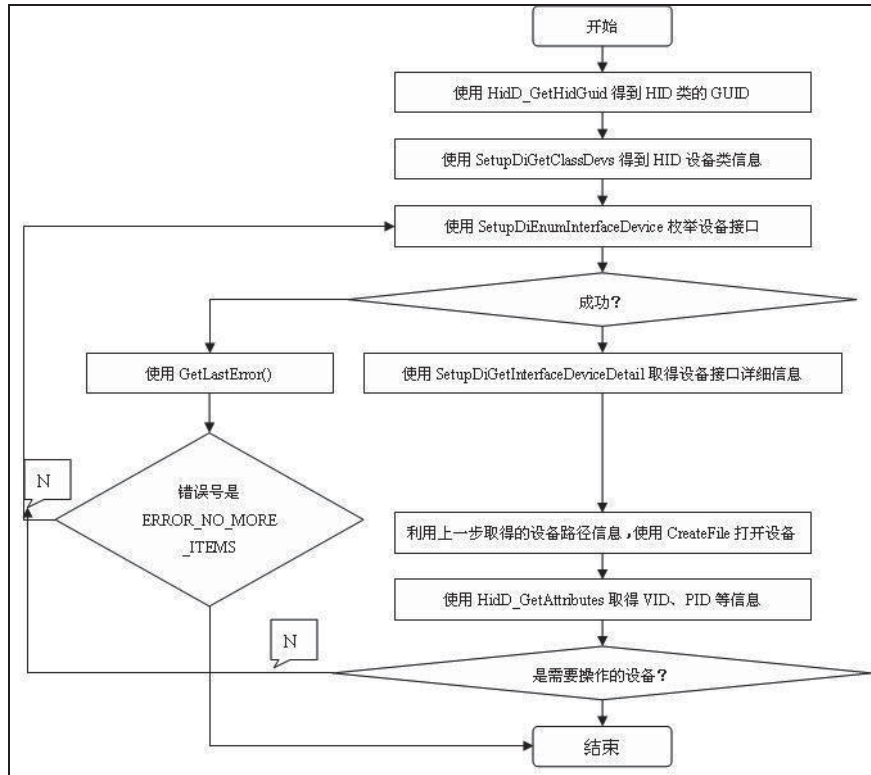 开始
使用 HidD_GetHidGuid 得到 HID 类的 GUID
使用 SetupDiGetClassDevs 得到 HID 设备类信息
使用 SetupDiEnumInterfaceDevice 枚举设备接口
成功？
使用 GetLastError()
使用 SetupDiGetInterfaceDeviceDetail 取得设备接口详细信息
N
错误号是
ERROR_NO_MORE
_ITEMS
利用上一步取得的设备路径信息，使用 CreateFile 打开设备
使用 HidD_GetAttributes 取得 VID、PID 等信息
N
是需要操作的设备？
结束